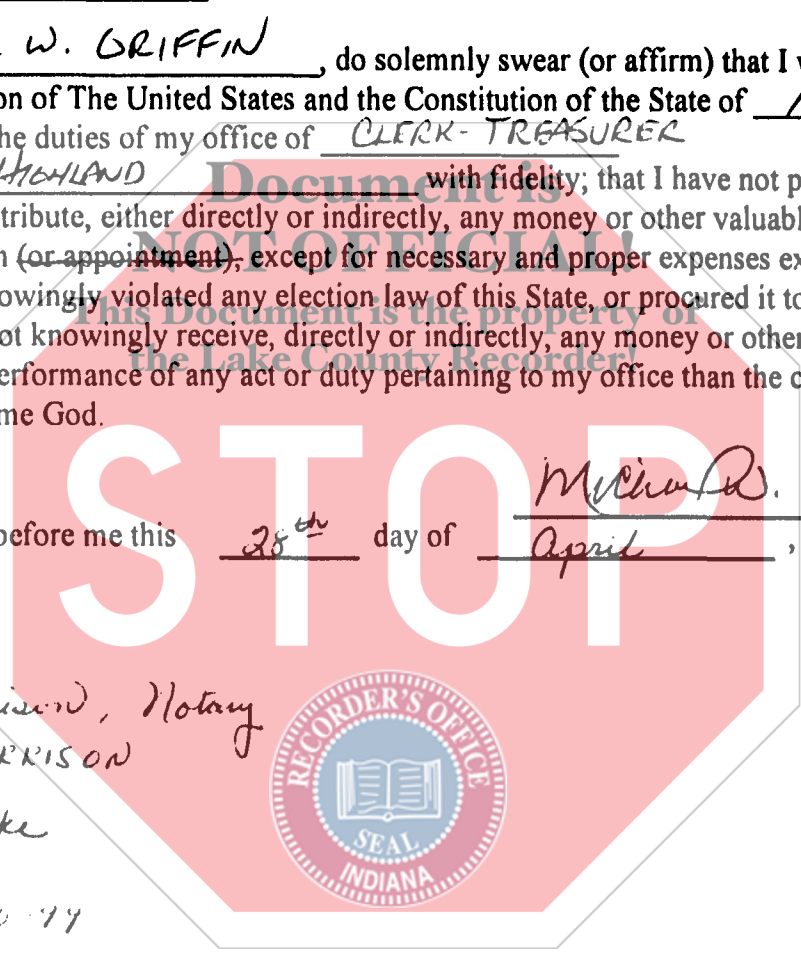 W. GRIFFIN, do solemnly swear (or affirm) that I
on of The United States and the Constitution of the State of
he duties of my office of CLERK-TREASURER
HIGHLAND with fidelity; that I have not p
Document is
tribute, either directly or indirectly, any money or other valuabl
NOT OFFICIAL!
n (or appointment), except for necessary and proper expenses ex
owingly violated any election law of this State, or procured it to
This Document is the property of
ot knowingly receive, directly or indirectly, any money or other
the Lake County Recorder!
erformance of any act or duty pertaining to my office than the c
me God.
STOP
Michael W.
before me this 28th day of April,
Notary
RRISON
ke
RECORDER'S OFFICE
SEAL
INDIANA